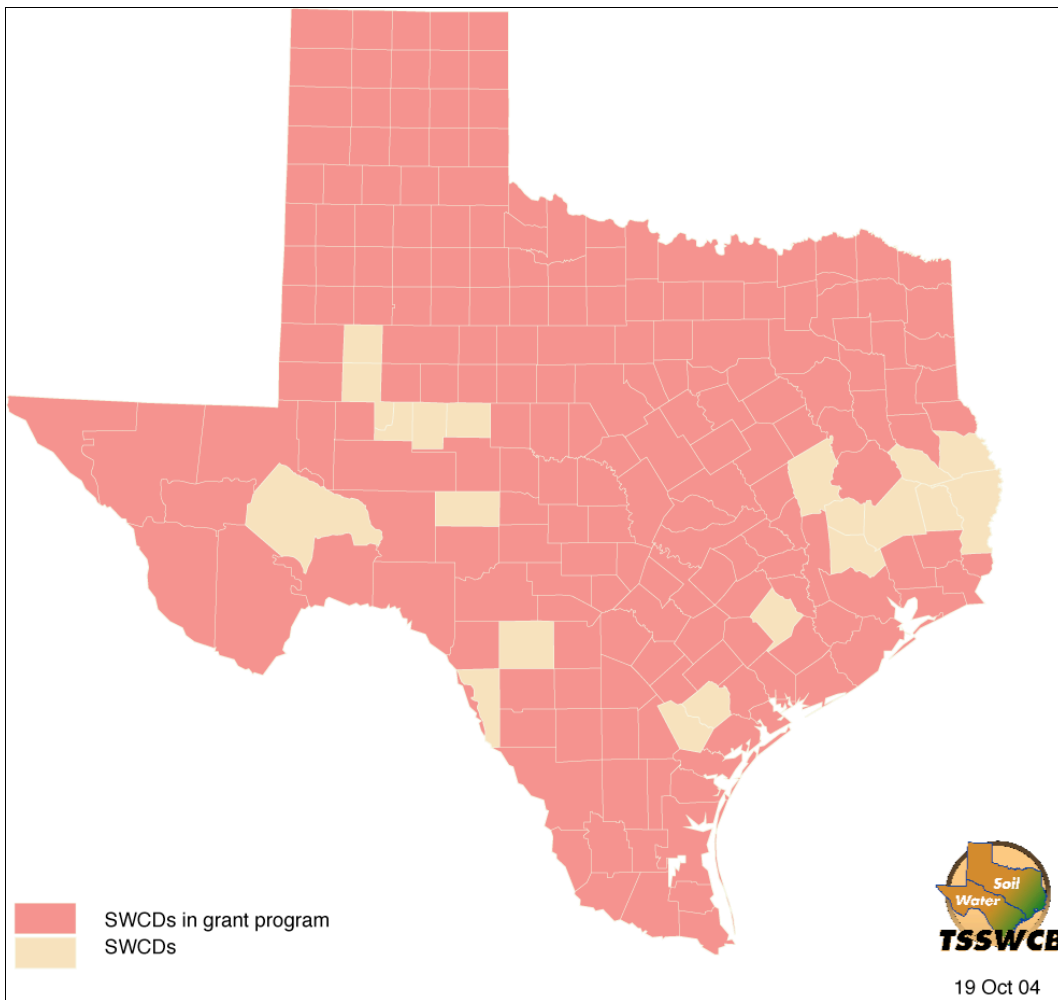 SWCDs in grant program
SWCDs
Soil
Water
TSSWCB
19 Oct 04